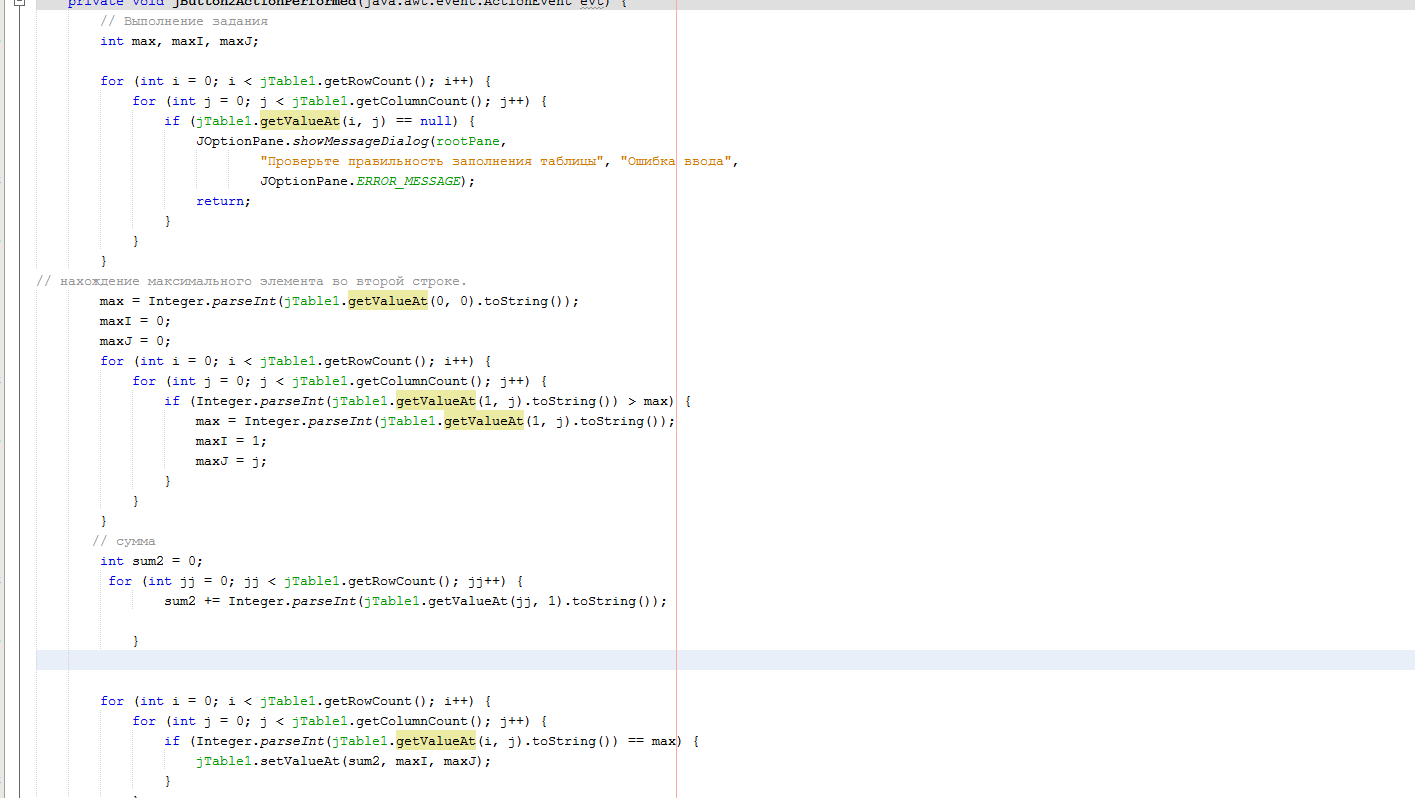 private void jButton2ActionPerformed(java.awt.event.ActionEvent evt) {
// Выполнение задания
int max, maxI, maxJ;
for (int i = 0; i < jTable1.getRowCount(); i++) {
for (int j = 0; j < jTable1.getColumnCount(); j++) {
if (jTable1.getValueAt(i, j) == null) {
JOptionPane.showMessageDialog(rootPane,
"Проверьте правильность заполнения таблицы", "Ошибка ввода",
JOptionPane.ERROR_MESSAGE);
return;
}
}
}
// нахождение максимального элемента во второй строке.
max = Integer.parseInt(jTable1.getValueAt(0, 0).toString());
maxI = 0;
maxJ = 0;
for (int i = 0; i < jTable1.getRowCount(); i++) {
for (int j = 0; j < jTable1.getColumnCount(); j++) {
if (Integer.parseInt(jTable1.getValueAt(1, j).toString()) > max) {
max = Integer.parseInt(jTable1.getValueAt(1, j).toString());
maxI = 1;
maxJ = j;
}
}
}
// сумма
int sum2 = 0;
for (int jj = 0; jj < jTable1.getRowCount(); jj++) {
sum2 += Integer.parseInt(jTable1.getValueAt(jj, 1).toString());
}
for (int i = 0; i < jTable1.getRowCount(); i++) {
for (int j = 0; j < jTable1.getColumnCount(); j++) {
if (Integer.parseInt(jTable1.getValueAt(i, j).toString()) == max) {
jTable1.setValueAt(sum2, maxI, maxJ);
}
}